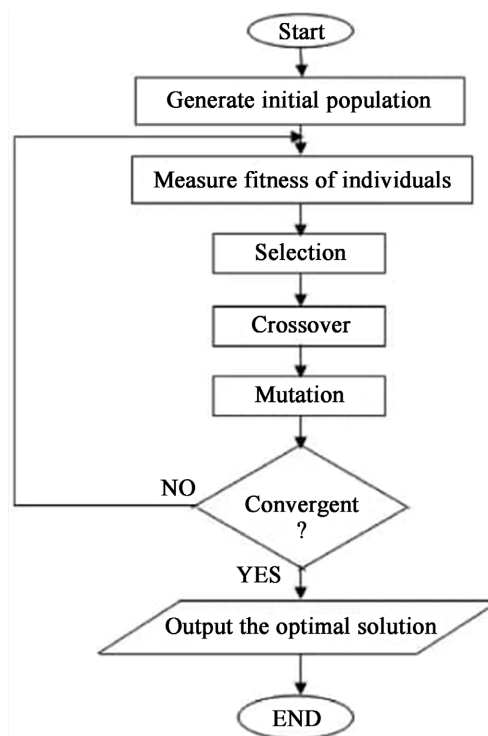 Start
Generate initial population
Measure fitness of individuals
Selection
Crossover
Mutation
NO
Convergent
?
YES
Output the optimal solution
END